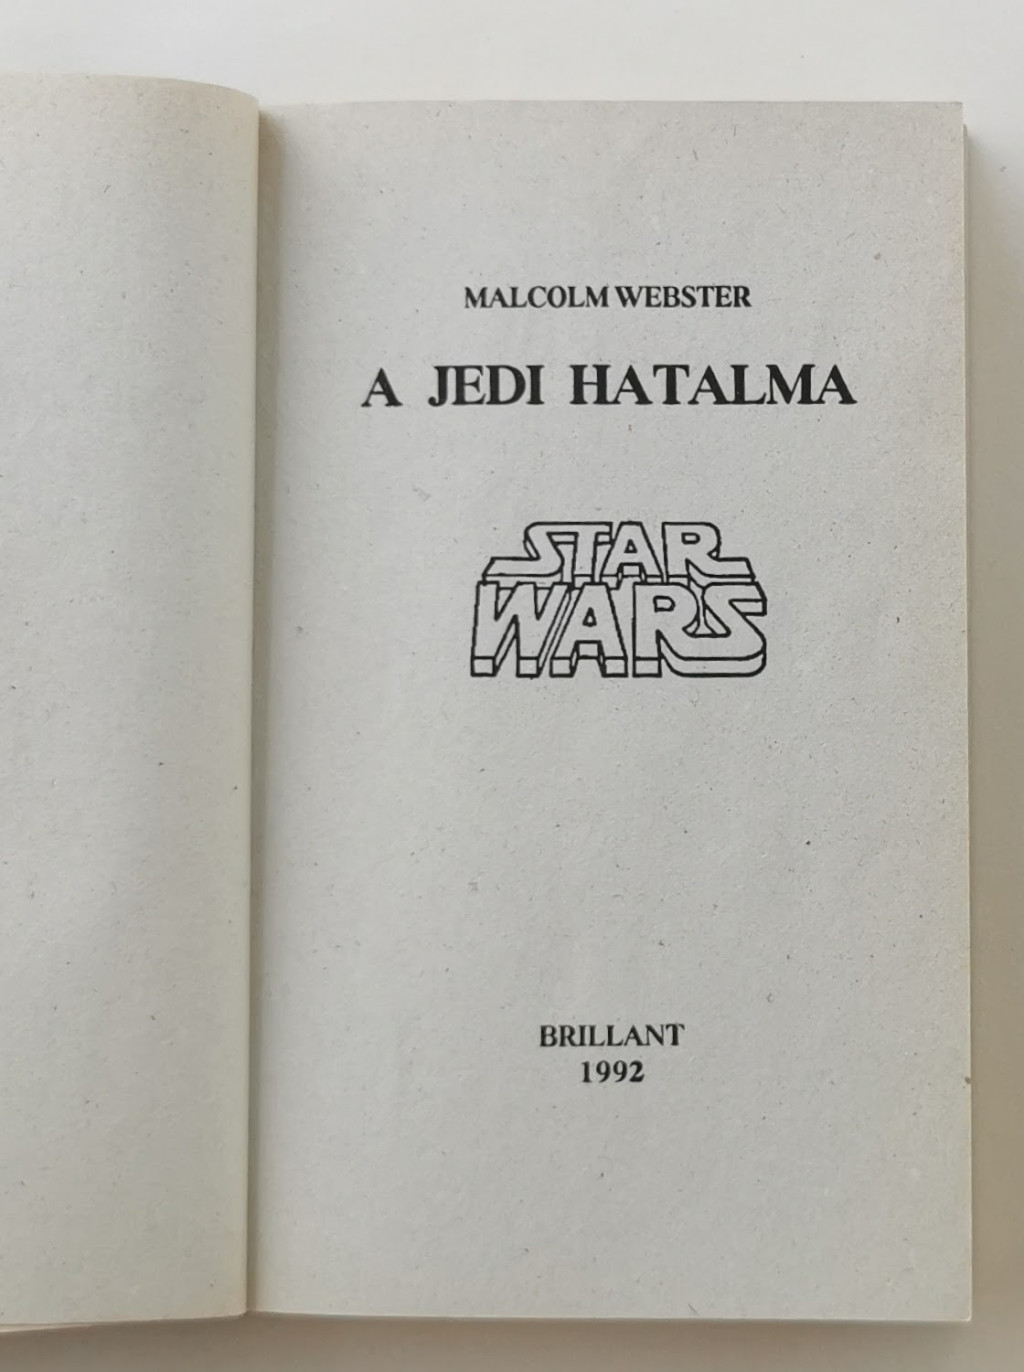 MALCOLM WEBSTER
A JEDI HATALMA
STAR
WARS
BRILLANT
1992